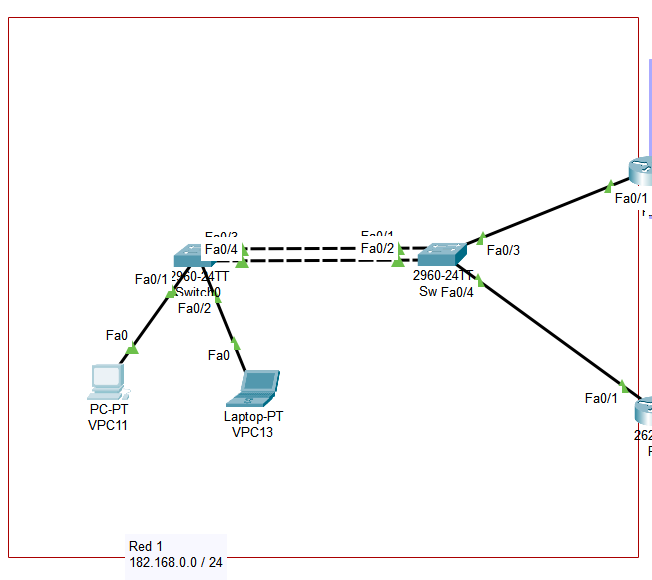 Fa0/1
Fa0/3
Fa0/4
Fa0/1
Fa0/2
Fa0/3
2960-24TT
Switch0
2960-24TT
Sw
Fa0/4
Fa0/1
Fa0/2
Fa0
Fa0
Fa0/1
PC-PT
VPC11
Laptop-PT
VPC13
Red 1
182.168.0.0 / 24